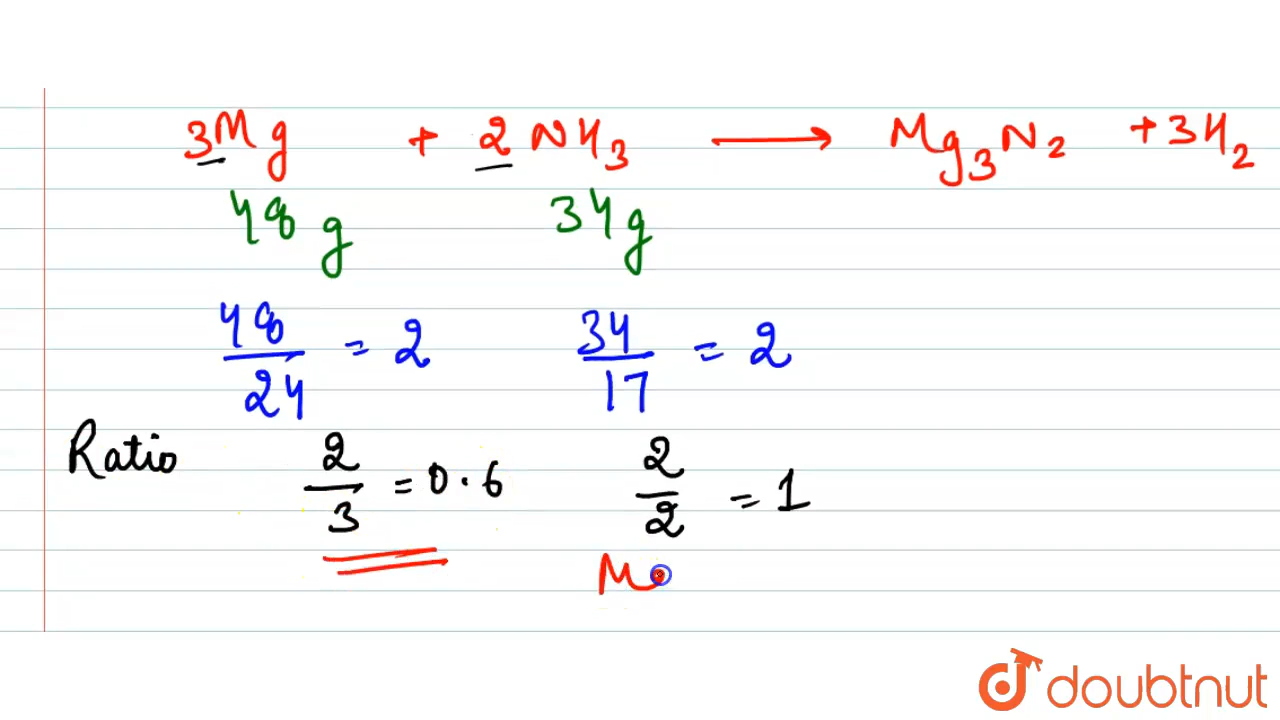 3Mg + 2NH3 ⟶ Mg3N2 + 3H2
48 g 34g
48/24 = 2 34/17 = 2
Ratio 2/3 = 0.6 2/2 = 1
M
doubtnut